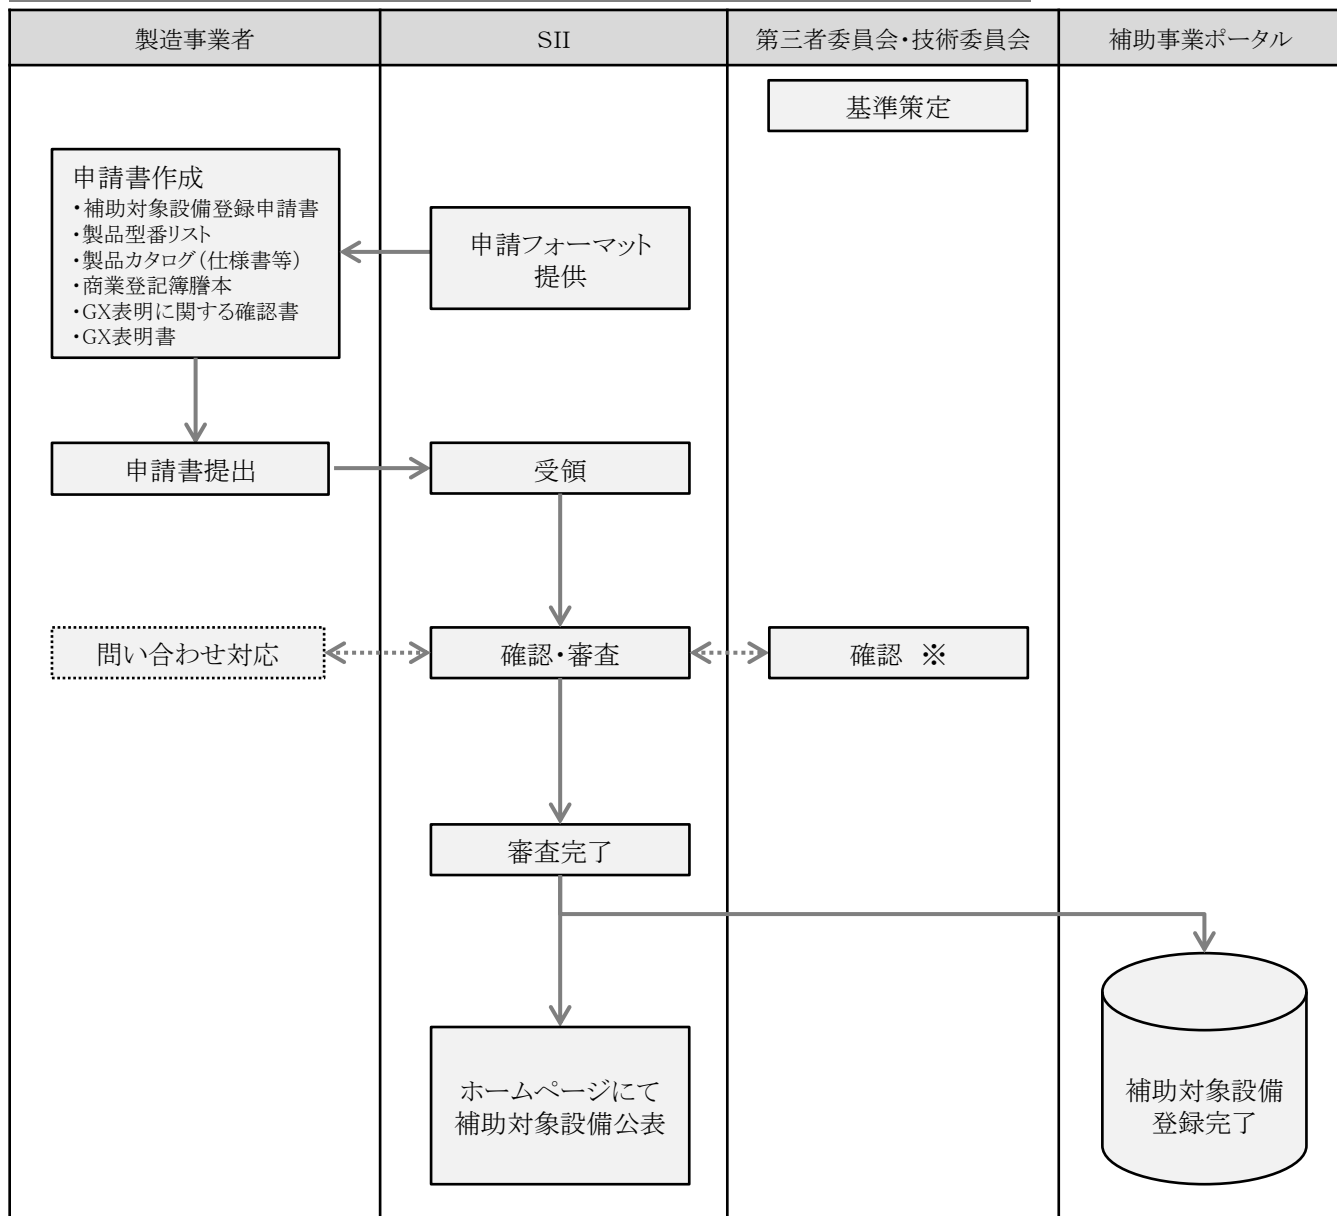 製造事業者
SII
第三者委員会・技術委員会
補助事業ポータル
基準策定
申請書作成
・補助対象設備登録申請書
・製品型番リスト
・製品カタログ(仕様書等)
・商業登記簿謄本
・GX表明に関する確認書
・GX表明書
申請フォーマット
提供
申請書提出
受領
問い合わせ対応
確認・審査
確認 ※
審査完了
ホームページにて
補助対象設備公表
補助対象設備
登録完了